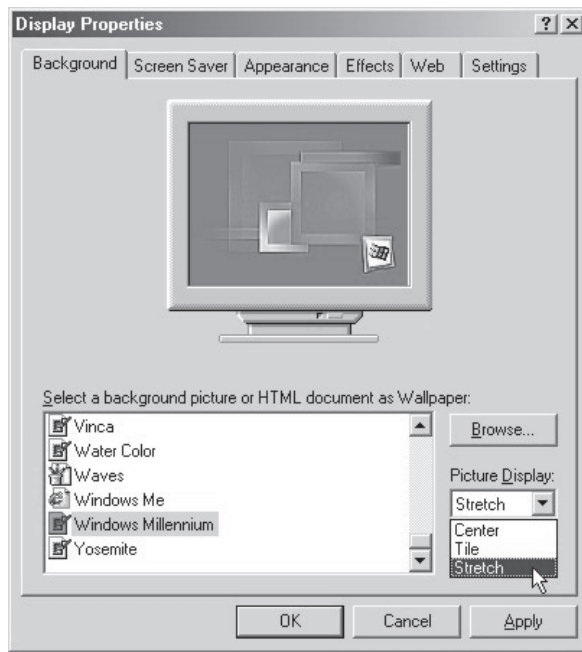 Display Properties
Background Screen Saver Appearance Effects Web Settings
Select a background picture or HTML document as Wallpaper:
Vinca
Water Color
Waves
Windows Me
Windows Millennium
Yosemite
Browse...
Picture Display:
Stretch
Center
Tile
Stretch
OK Cancel Apply